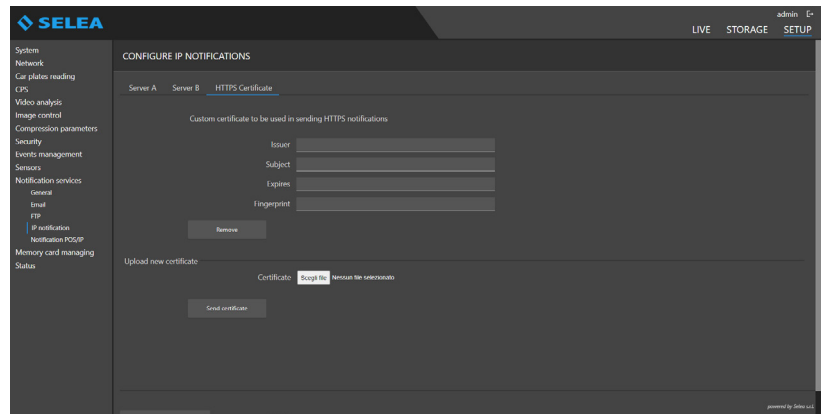 SELEA
admin
LIVE STORAGE SETUP
System
Network
Car plates reading
CPS
Video analysis
Image control
Compression parameters
Security
Events management
Sensors
Notification services
General
Email
FTP
IP notification
Notification POS/IP
Memory card managing
Status
CONFIGURE IP NOTIFICATIONS
Server A Server B HTTPS Certificate
Custom certificate to be used in sending HTTPS notifications
Issuer
Subject
Expires
Fingerprint
Remove
Upload new certificate
Certificate Scegli file Nessun file selezionato
Send certificate
powered by Selea s.r.l.